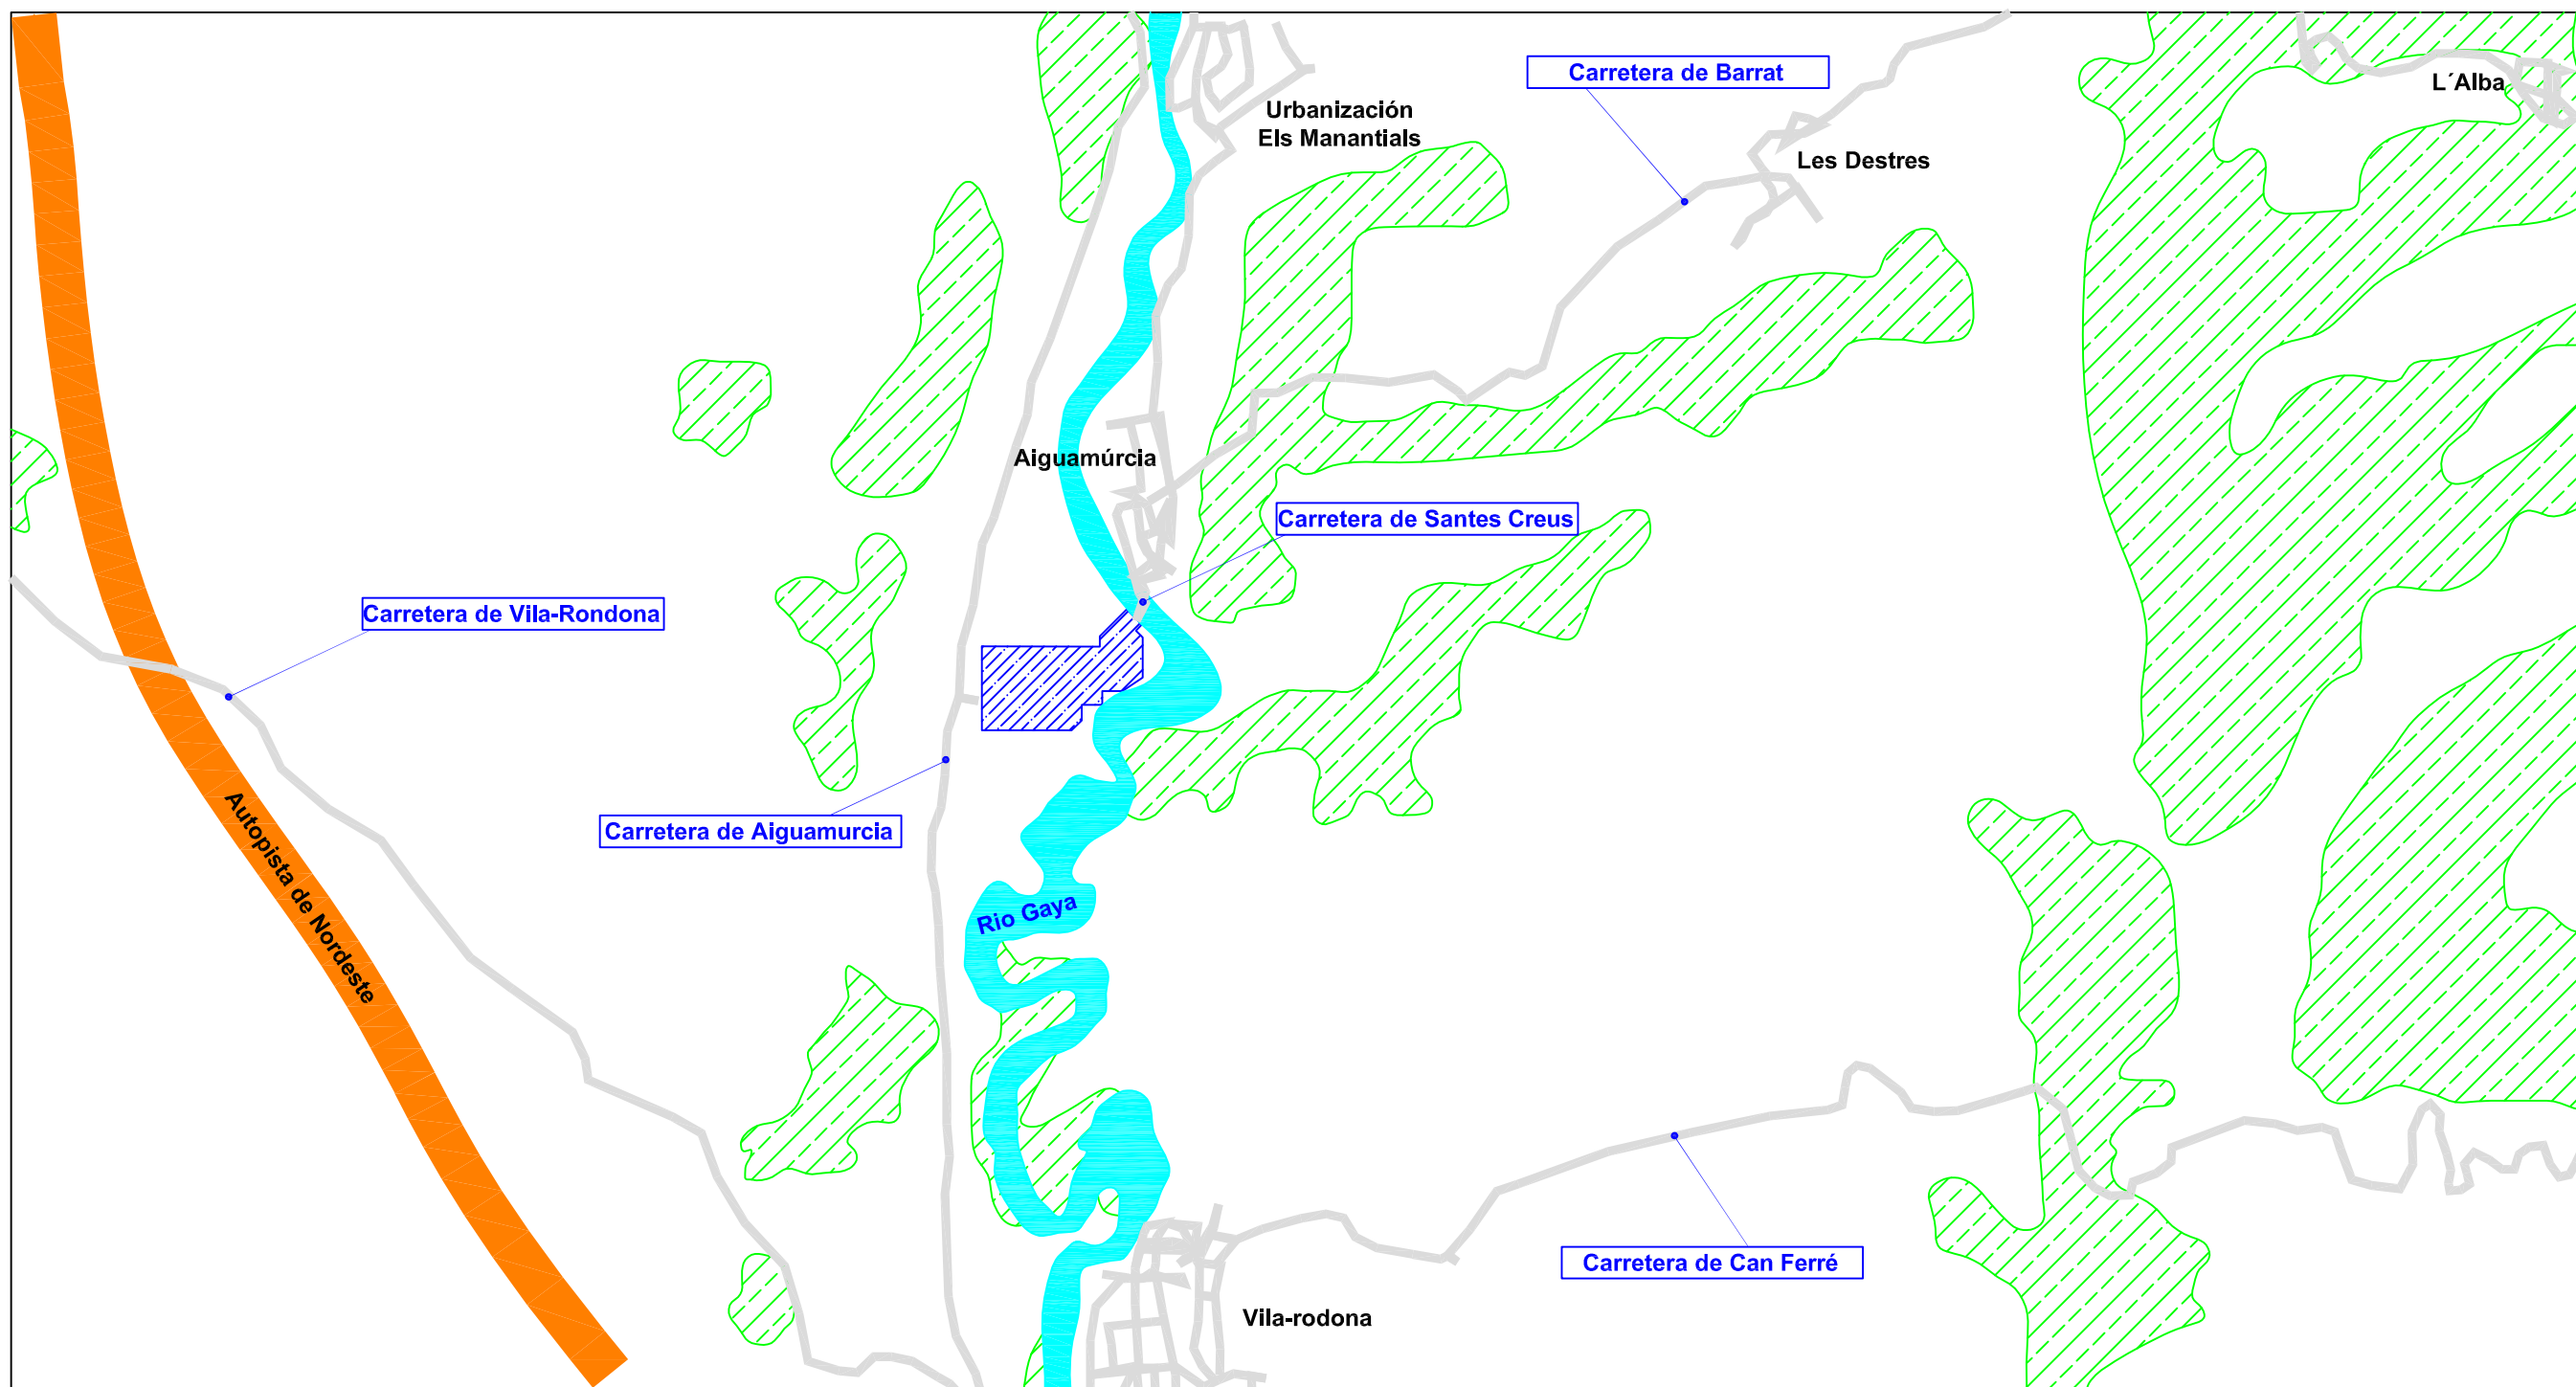 Carretera de Barrat
L´Alba
Urbanización
Els Manantials
Les Destres
Aiguamúrcia
Carretera de Santes Creus
Carretera de Vila-Rondona
Carretera de Aiguamurcia
Autopista de Nordeste
Rio Gaya
Carretera de Can Ferré
Vila-rodona